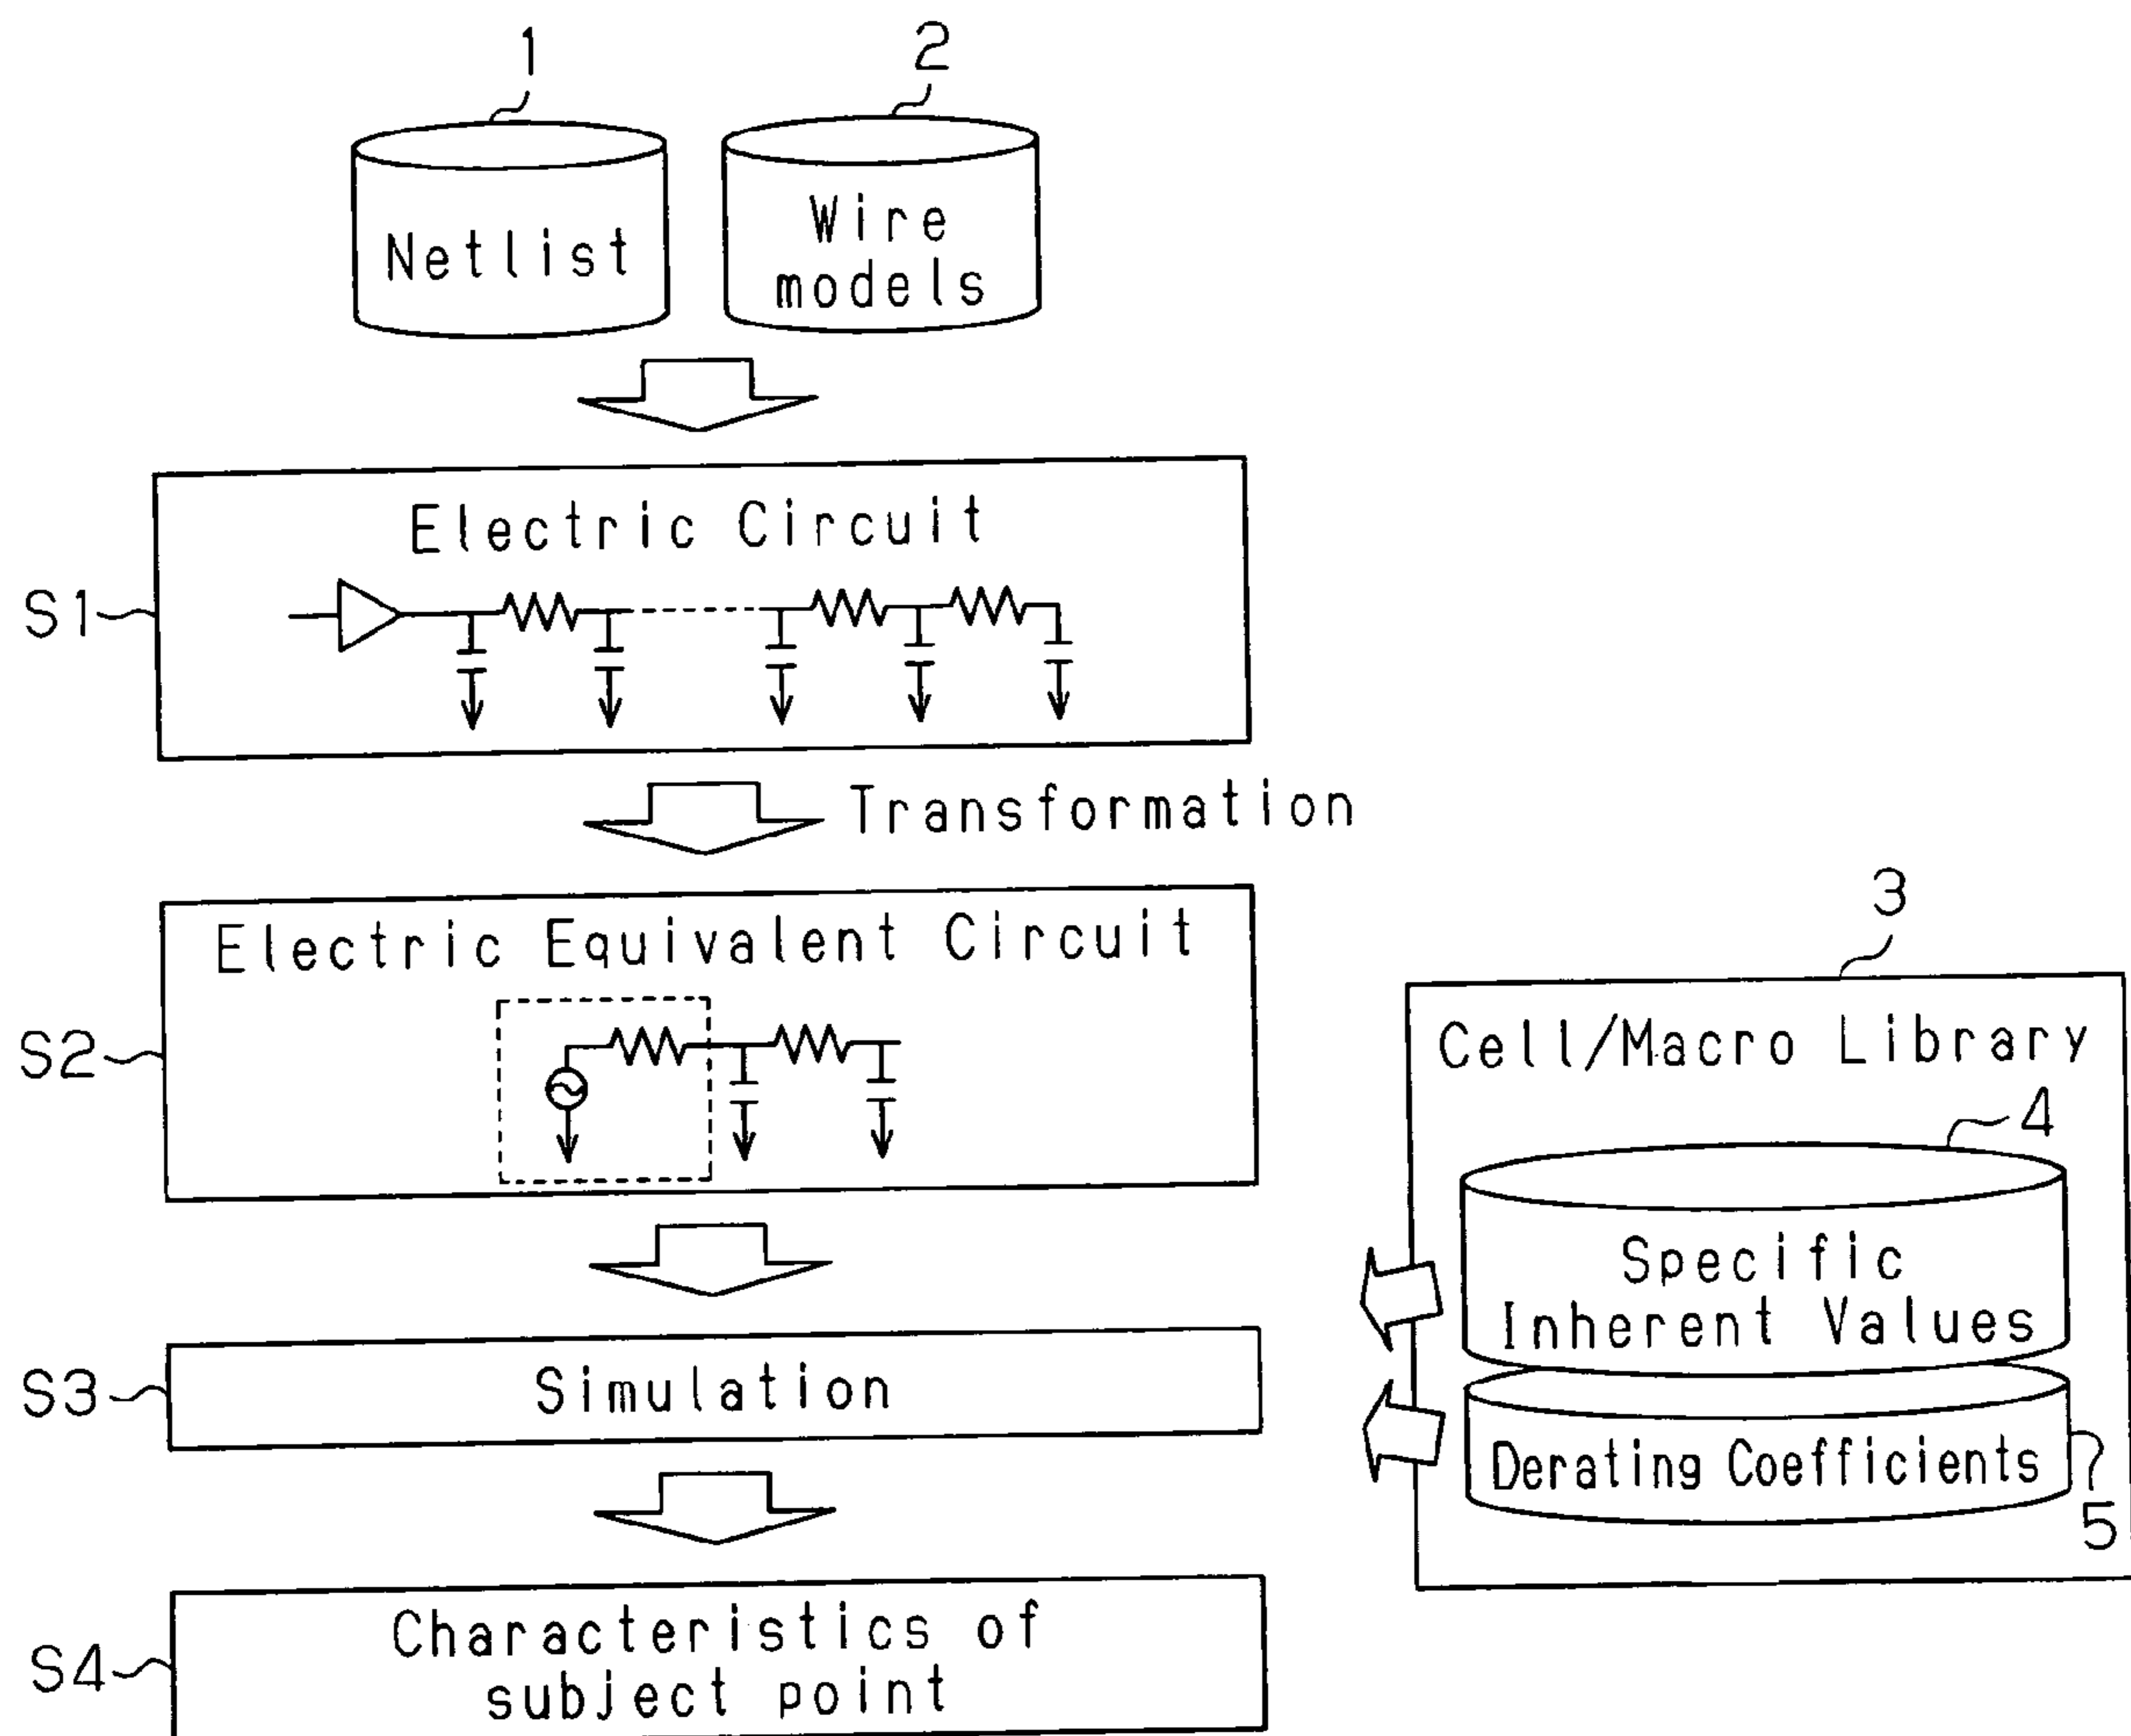 1
2
Netlist
Wire
models
Electric Circuit
S1
Transformation
Electric Equivalent Circuit
S2
3
Cell/Macro Library
4
Specific
Inherent Values
Derating Coefficients
5
S3
Simulation
S4
Characteristics of
subject point